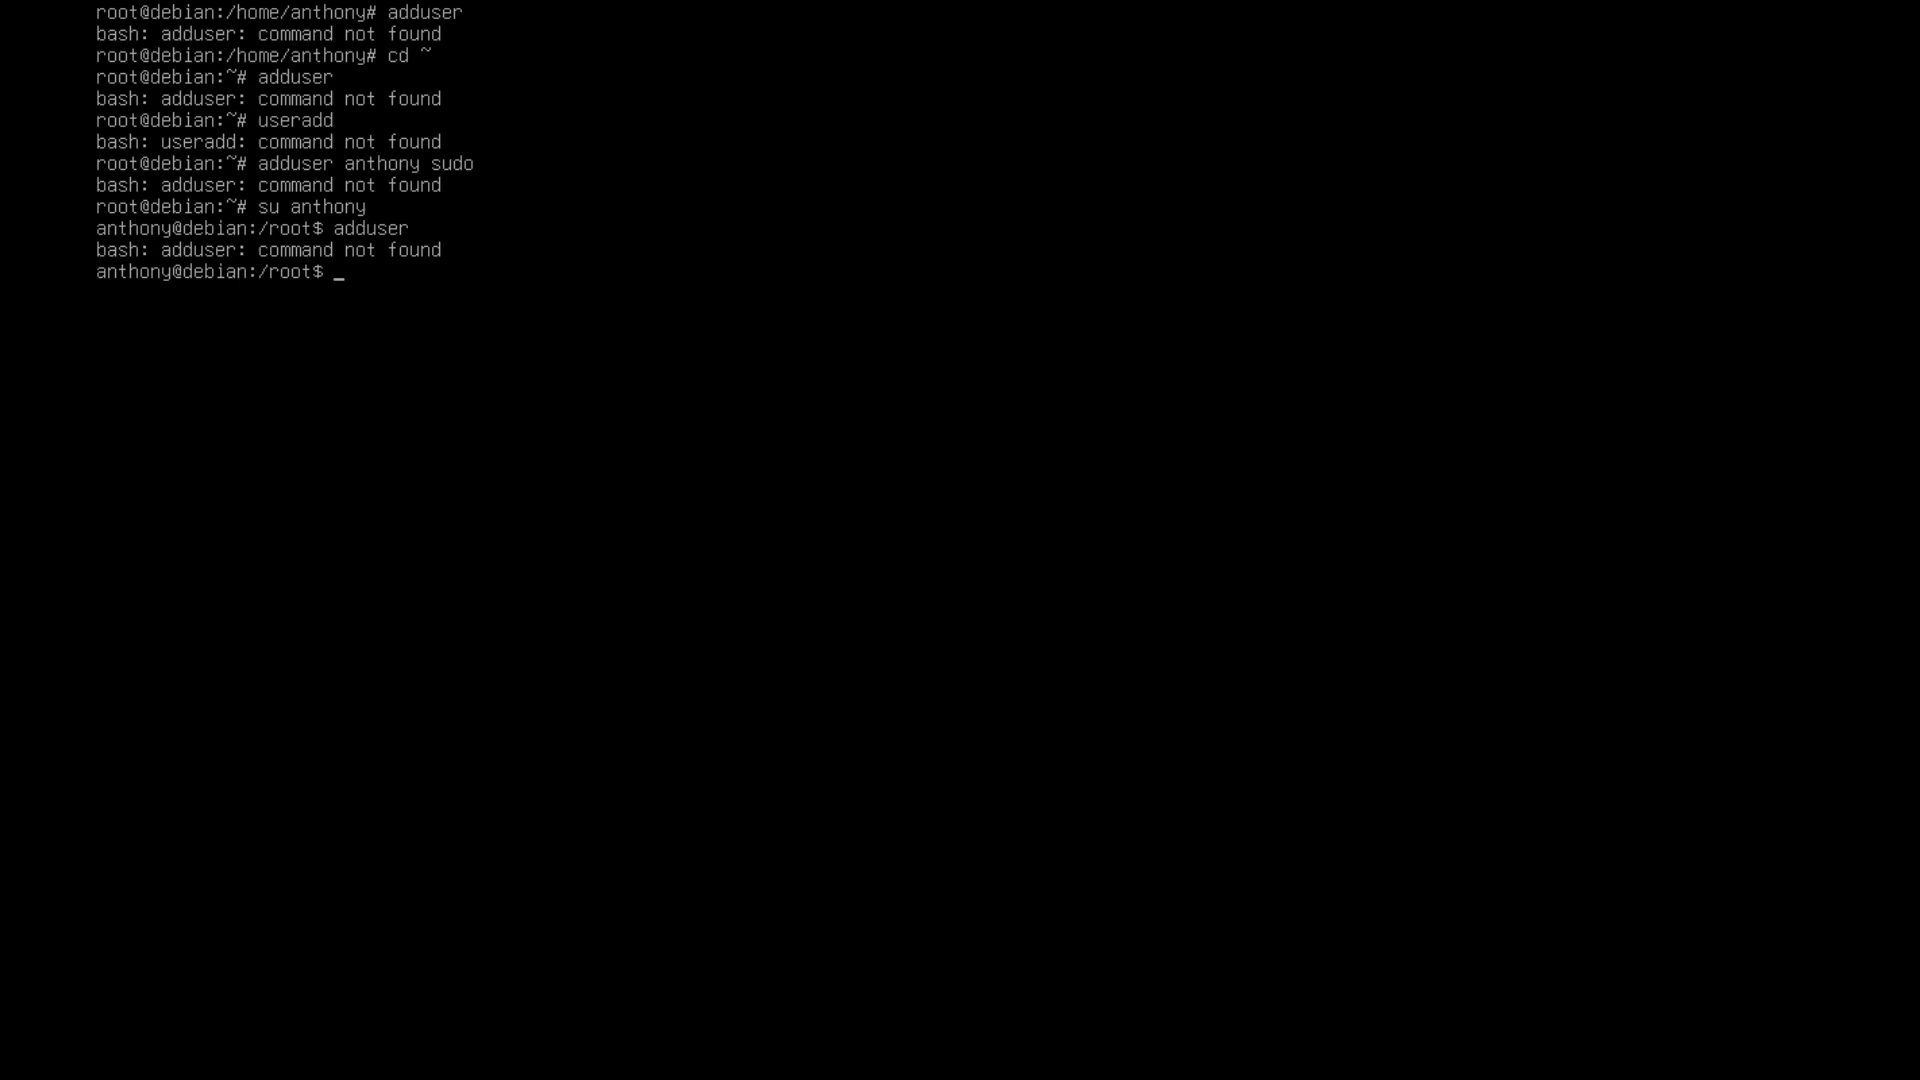 root@debian:/home/anthony# adduser
bash: adduser: command not found
root@debian:/home/anthony# cd ~
root@debian:~# adduser
bash: adduser: command not found
root@debian:~# useradd
bash: useradd: command not found
root@debian:~# adduser anthony sudo
bash: adduser: command not found
root@debian:~# su anthony
anthony@debian:/root$ adduser
bash: adduser: command not found
anthony@debian:/root$ _